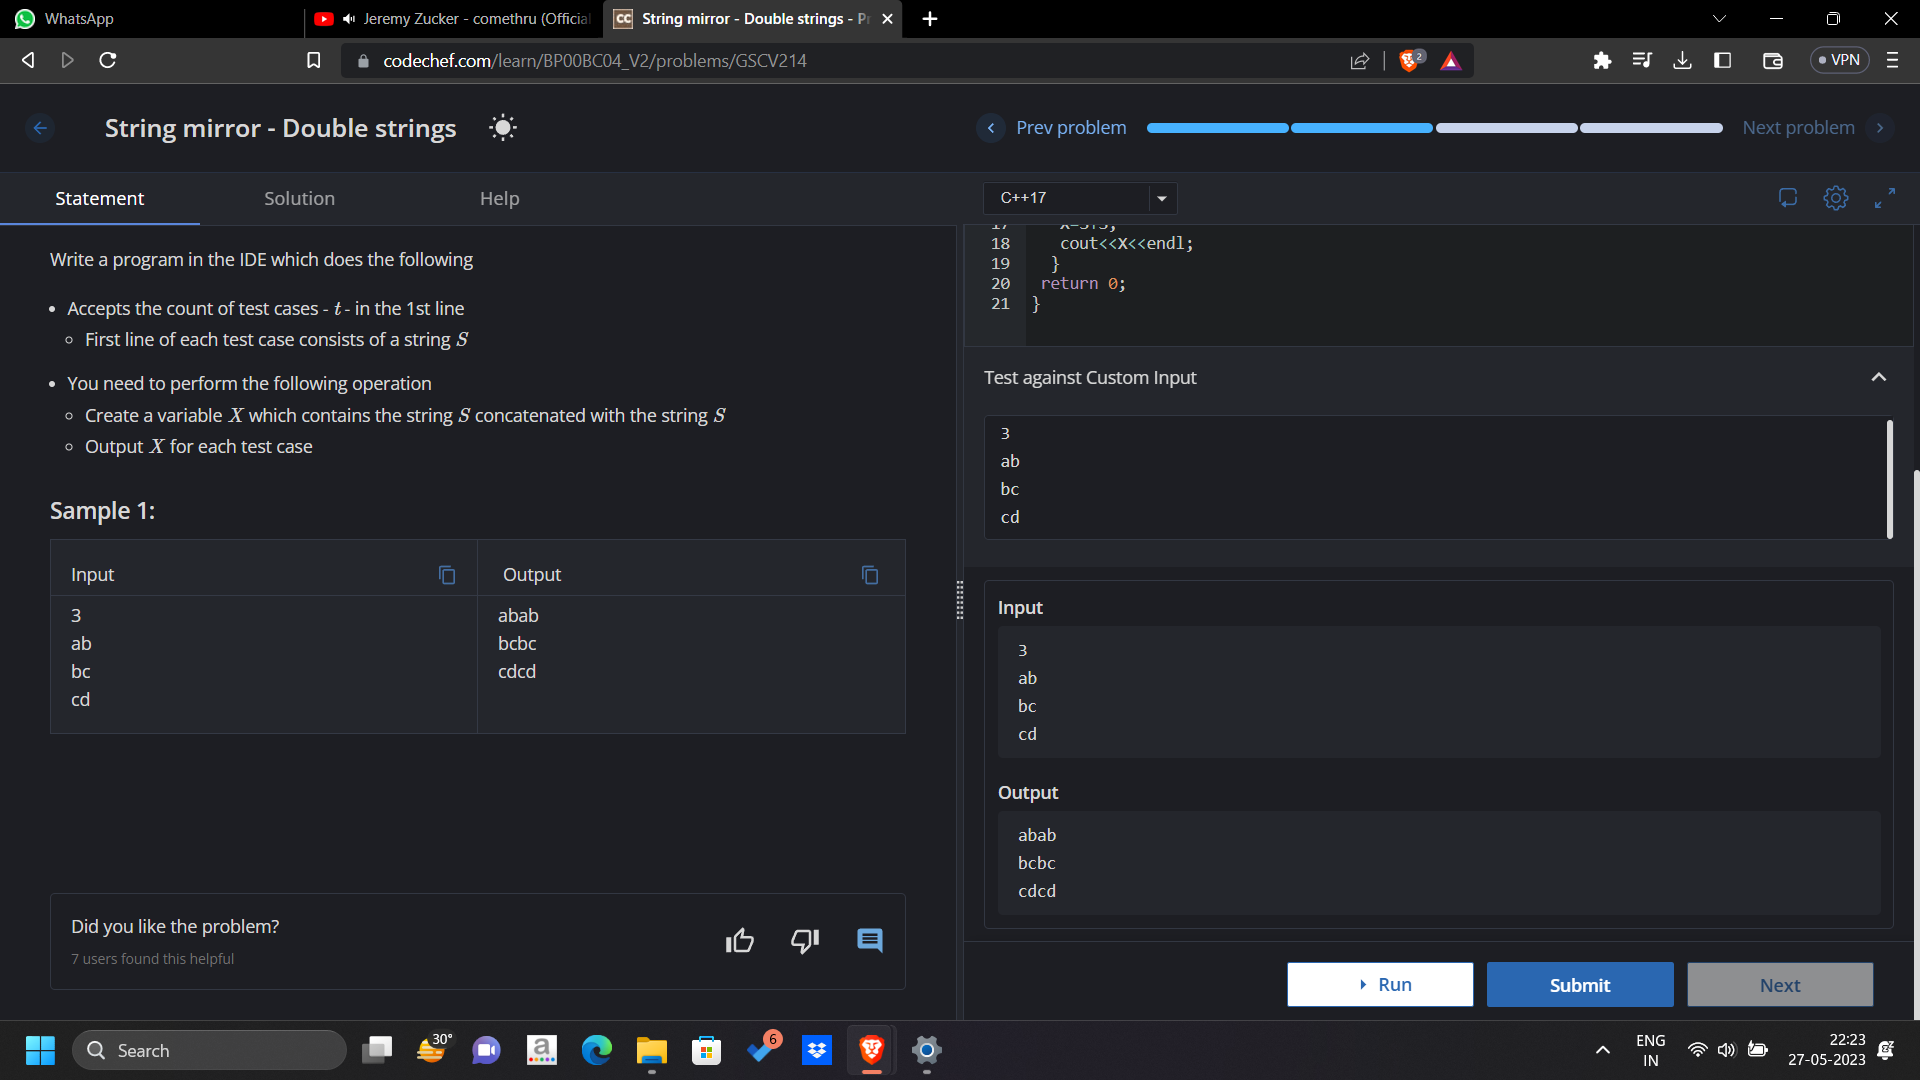 WhatsApp
Jeremy Zucker - comethru (Official
String mirror - Double strings - Pr
codechef.com/learn/BP00BC04_V2/problems/GSCV214
2
VPN
String mirror - Double strings
Prev problem
Next problem
Statement
Solution
Help
C++17
Write a program in the IDE which does the following
• Accepts the count of test cases - t - in the 1st line
◦ First line of each test case consists of a string S
• You need to perform the following operation
◦ Create a variable X which contains the string S concatenated with the string S
◦ Output X for each test case
Sample 1:
Input
Output
3
ab
bc
cd
abab
bcbc
cdcd
Did you like the problem?
7 users found this helpful
18 cout<<X<<endl;
19 }
20 return 0;
21 }
Test against Custom Input
3
ab
bc
cd
Input
3
ab
bc
cd
Output
abab
bcbc
cdcd
Run
Submit
Next
Search
30°
a
6
ENG
IN
22:23
27-05-2023